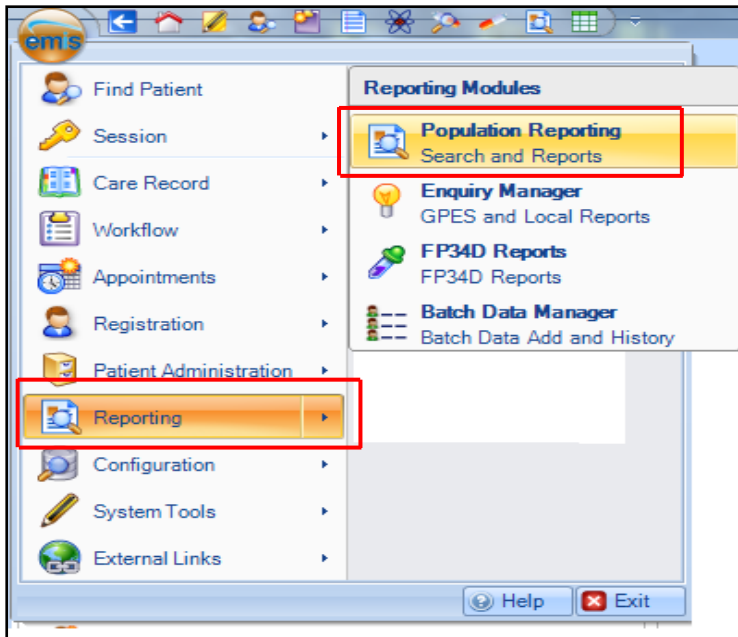 emis
Find Patient
Session
Care Record
Workflow
Appointments
Registration
Patient Administration
Reporting
Configuration
System Tools
External Links
Reporting Modules
Population Reporting
Search and Reports
Enquiry Manager
GPES and Local Reports
FP34D Reports
FP34D Reports
Batch Data Manager
Batch Data Add and History
Help
Exit